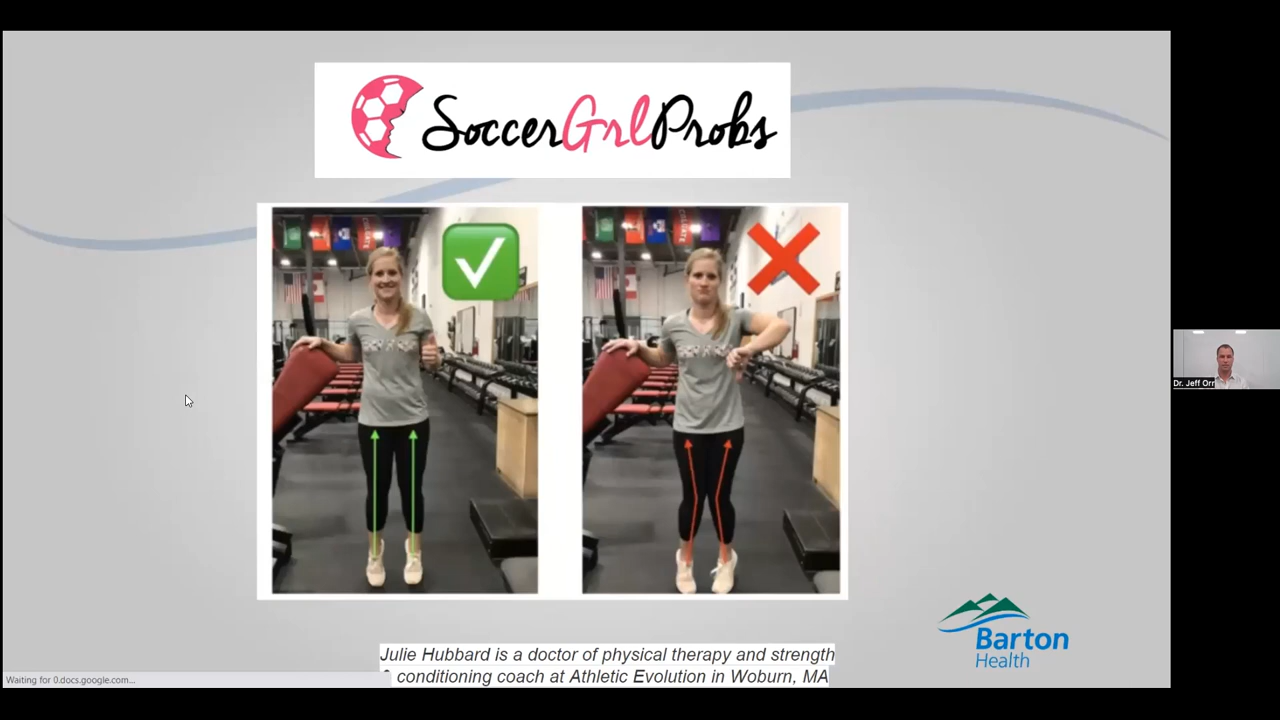 SoccerGrlProbs
Dr. Jeff Orr
Julie Hubbard is a doctor of physical therapy and strength
conditioning coach at Athletic Evolution in Woburn, MA
Barton
Health
Waiting for 0.docs.google.com...